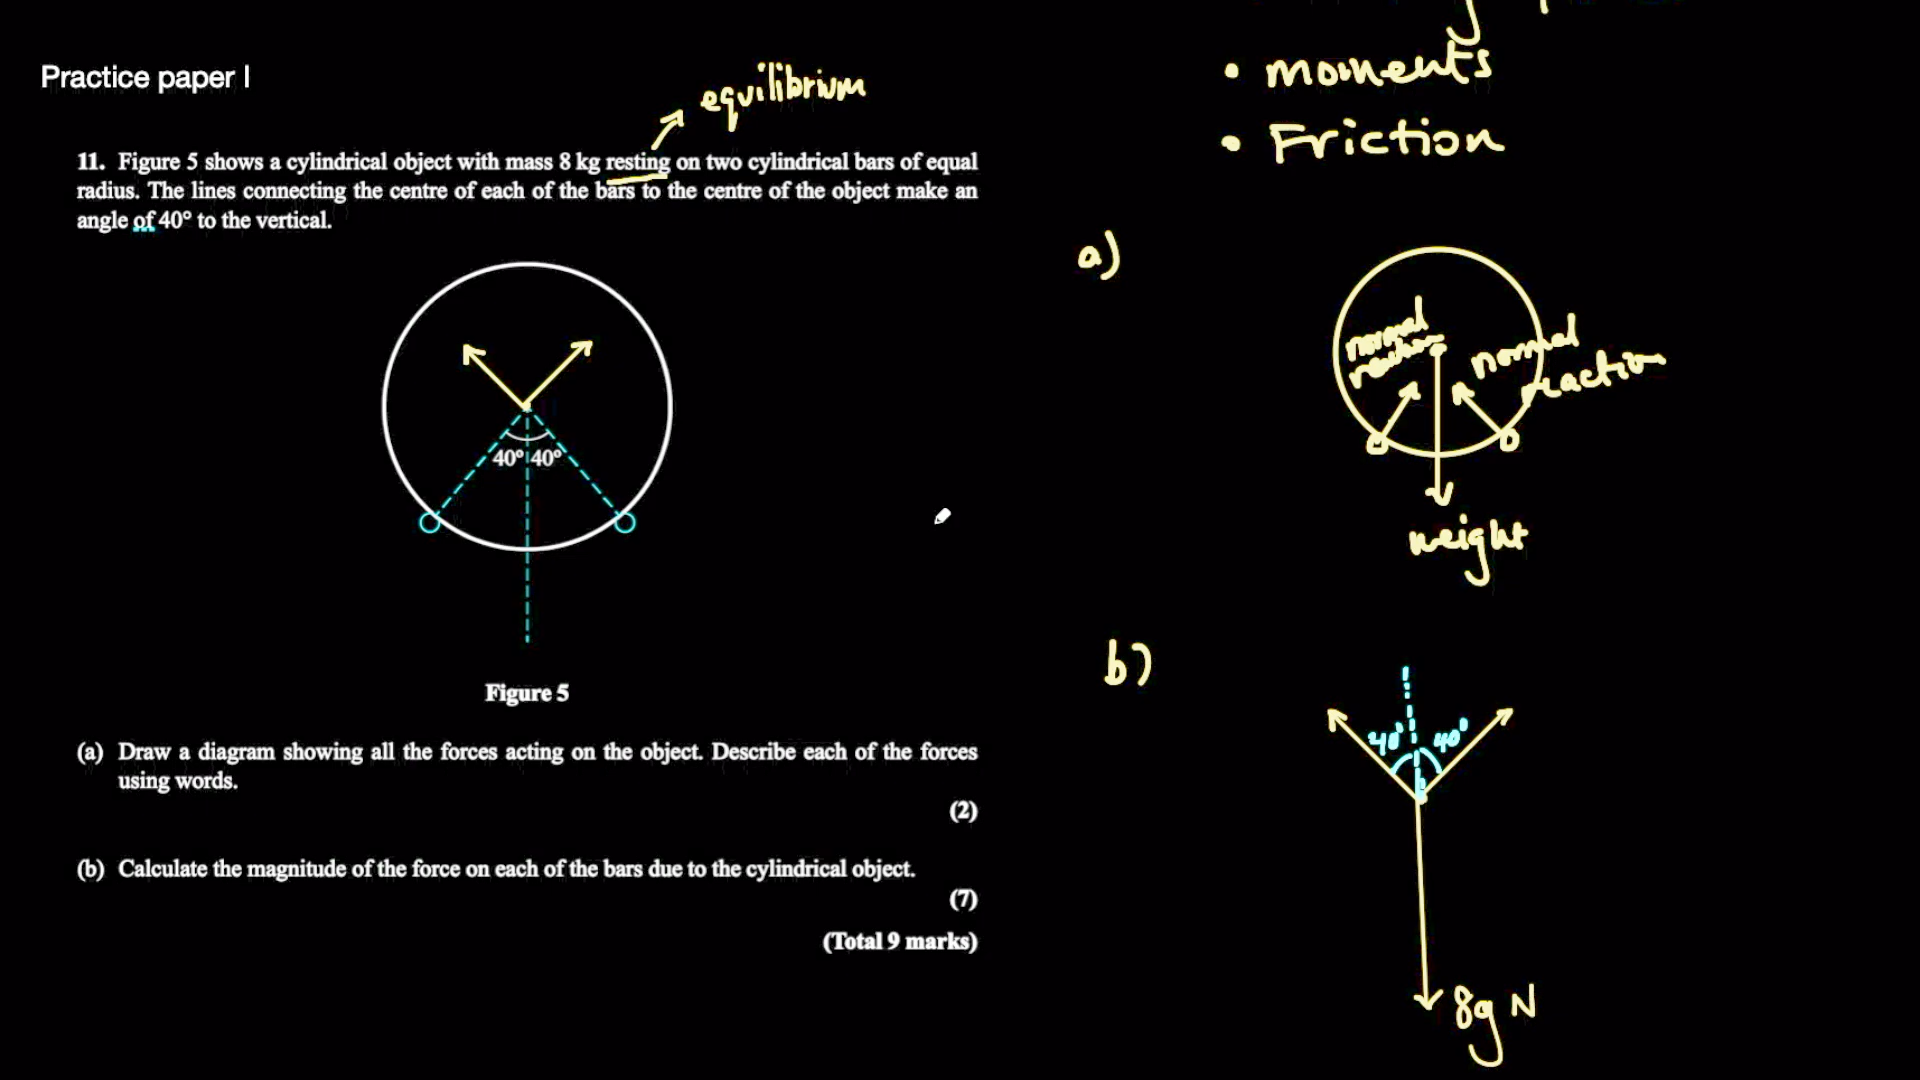 Practice paper 1
equilibrium
11. Figure 5 shows a cylindrical object with mass 8 kg resting on two cylindrical bars of equal
radius. The lines connecting the centre of each of the bars to the centre of the object make an
angle of 40º to the vertical.
40º 40º
Figure 5
(a) Draw a diagram showing all the forces acting on the object. Describe each of the forces
using words.
(2)
(b) Calculate the magnitude of the force on each of the bars due to the cylindrical object.
(7)
(Total 9 marks)
• moments
• Friction
a)
normal
reaction
normal
reaction
weight
b)
40° 40°
8g N